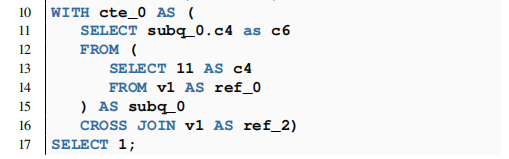 10 WITH cte_0 AS (
11 SELECT subq_0.c4 as c6
12 FROM (
13 SELECT 11 AS c4
14 FROM v1 AS ref_0
15 ) AS subq_0
16 CROSS JOIN v1 AS ref_2)
17 SELECT 1;